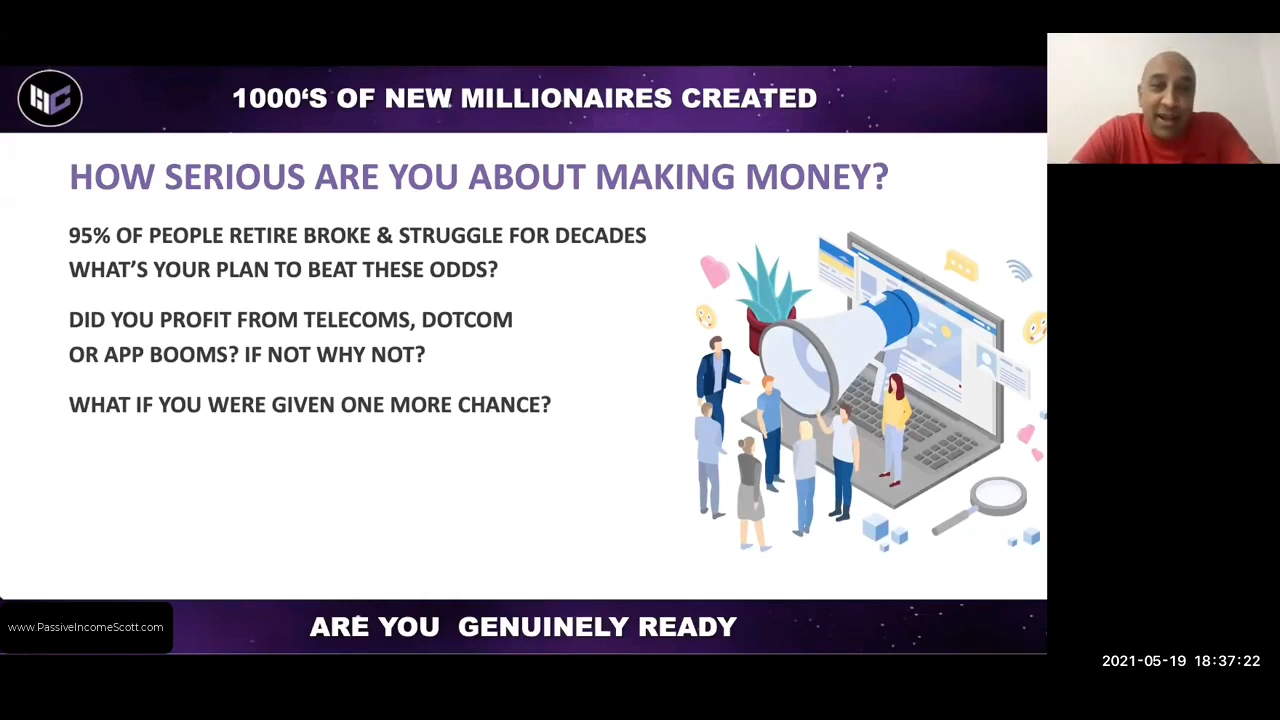 1000‘S OF NEW MILLIONAIRES CREATED
HOW SERIOUS ARE YOU ABOUT MAKING MONEY?
95% OF PEOPLE RETIRE BROKE & STRUGGLE FOR DECADES
WHAT’S YOUR PLAN TO BEAT THESE ODDS?
DID YOU PROFIT FROM TELECOMS, DOTCOM
OR APP BOOMS? IF NOT WHY NOT?
WHAT IF YOU WERE GIVEN ONE MORE CHANCE?
www.PassiveIncomeScott.com
ARE YOU GENUINELY READY
2021-05-19 18:37:22